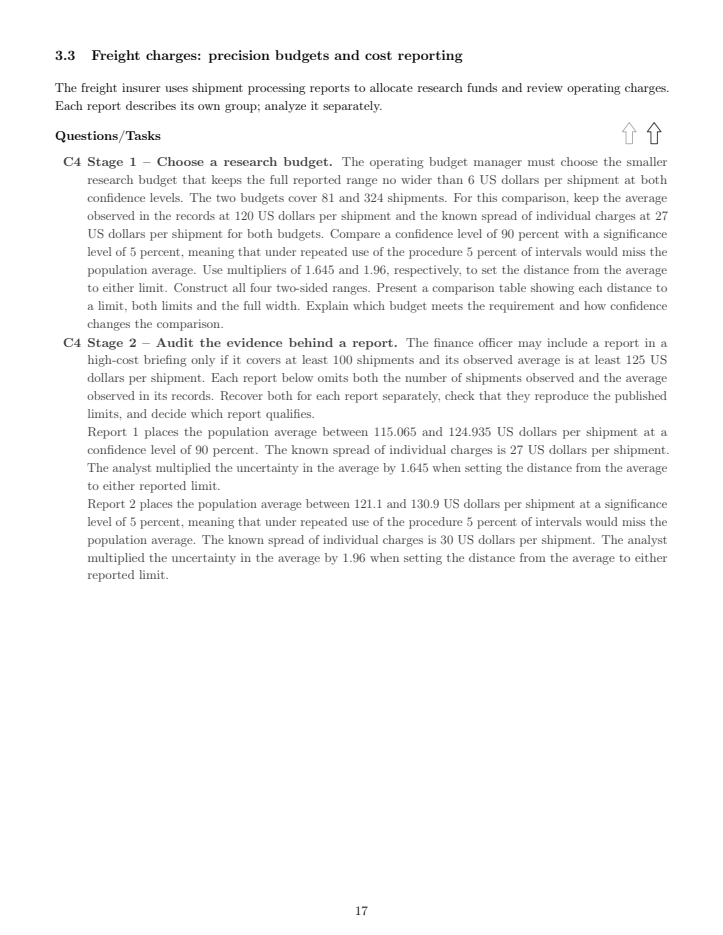 3.3 Freight charges: precision budgets and cost reporting
The freight insurer uses shipment processing reports to allocate research funds and review operating charges.
Each report describes its own group; analyze it separately.
Questions/Tasks
C4 Stage 1 – Choose a research budget. The operating budget manager must choose the smaller
research budget that keeps the full reported range no wider than 6 US dollars per shipment at both
confidence levels. The two budgets cover 81 and 324 shipments. For this comparison, keep the average
observed in the records at 120 US dollars per shipment and the known spread of individual charges at 27
US dollars per shipment for both budgets. Compare a confidence level of 90 percent with a significance
level of 5 percent, meaning that under repeated use of the procedure 5 percent of intervals would miss the
population average. Use multipliers of 1.645 and 1.96, respectively, to set the distance from the average
to either limit. Construct all four two-sided ranges. Present a comparison table showing each distance to
a limit, both limits and the full width. Explain which budget meets the requirement and how confidence
changes the comparison.
C4 Stage 2 – Audit the evidence behind a report. The finance officer may include a report in a
high-cost briefing only if it covers at least 100 shipments and its observed average is at least 125 US
dollars per shipment. Each report below omits both the number of shipments observed and the average
observed in its records. Recover both for each report separately, check that they reproduce the published
limits, and decide which report qualifies.
Report 1 places the population average between 115.065 and 124.935 US dollars per shipment at a
confidence level of 90 percent. The known spread of individual charges is 27 US dollars per shipment.
The analyst multiplied the uncertainty in the average by 1.645 when setting the distance from the average
to either reported limit.
Report 2 places the population average between 121.1 and 130.9 US dollars per shipment at a significance
level of 5 percent, meaning that under repeated use of the procedure 5 percent of intervals would miss the
population average. The known spread of individual charges is 30 US dollars per shipment. The analyst
multiplied the uncertainty in the average by 1.96 when setting the distance from the average to either
reported limit.
17